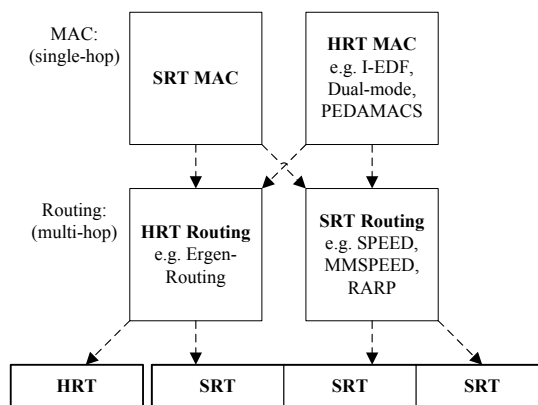 MAC:
(single-hop)
SRT MAC
HRT MAC
e.g. I-EDF,
Dual-mode,
PEDAMACS
Routing:
(multi-hop)
HRT Routing
e.g. Ergen-
Routing
SRT Routing
e.g. SPEED,
MMSPEED,
RARP
HRT
SRT
SRT
SRT